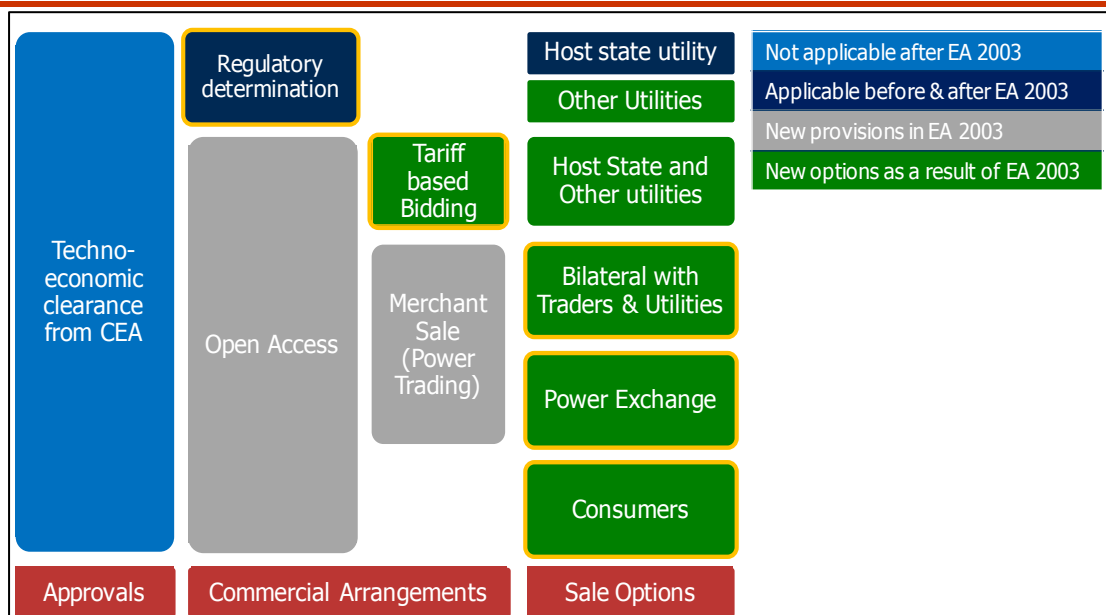 Techno-
economic
clearance
from CEA
Regulatory
determination
Open Access
Tariff
based
Bidding
Merchant
Sale
(Power
Trading)
Host state utility
Other Utilities
Host State and
Other utilities
Bilateral with
Traders & Utilities
Power Exchange
Consumers
Not applicable after EA 2003
Applicable before & after EA 2003
New provisions in EA 2003
New options as a result of EA 2003
Approvals
Commercial Arrangements
Sale Options